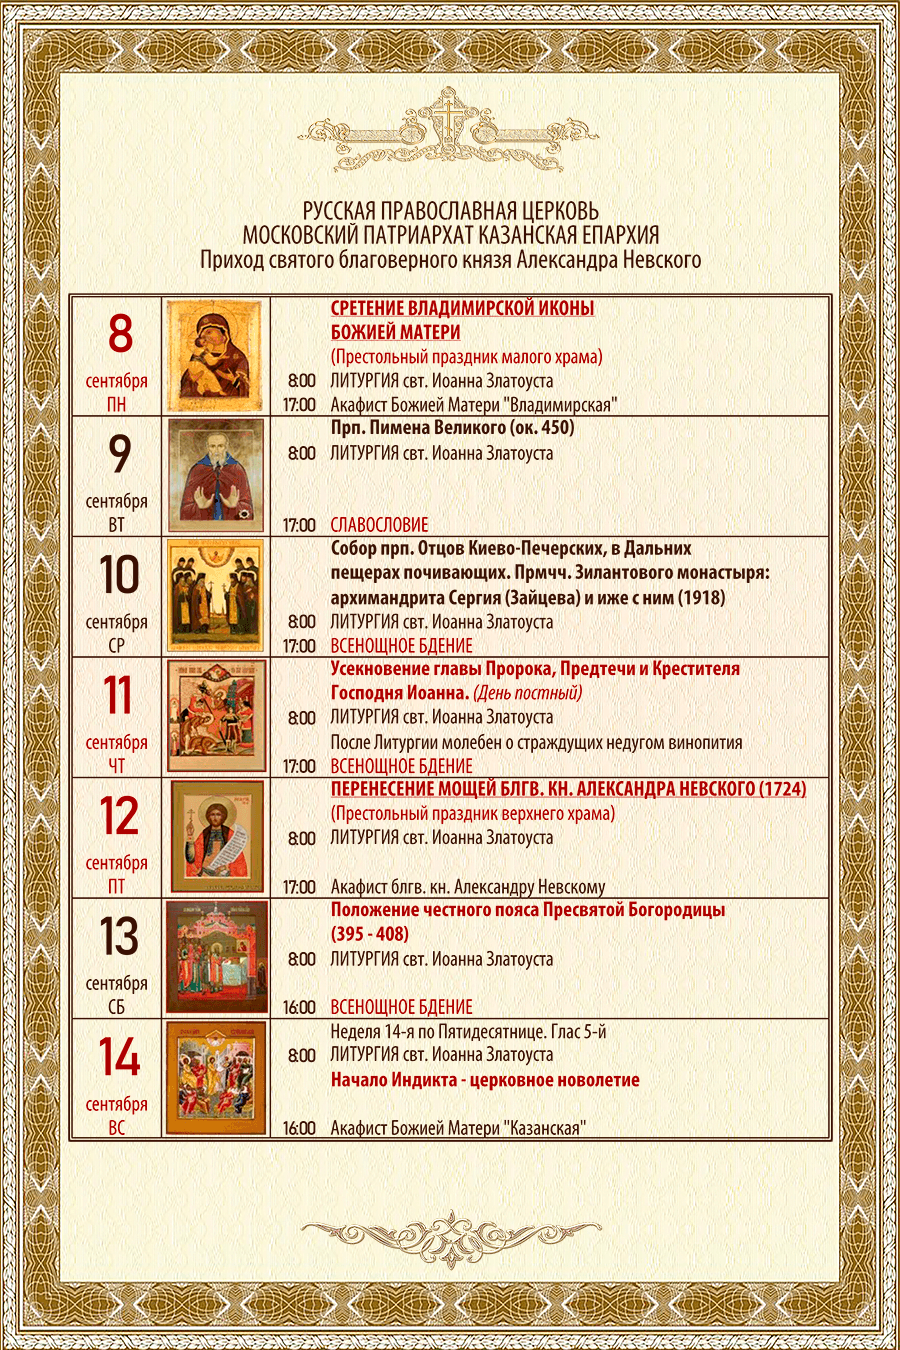 РУССКАЯ ПРАВОСЛАВНАЯ ЦЕРКОВЬ
МОСКОВСКИЙ ПАТРИАРХАТ КАЗАНСКАЯ ЕПАРХИЯ
Приход святого благоверного князя Александра Невского
8
сентября
ПН
СРЕТЕНИЕ ВЛАДИМИРСКОЙ ИКОНЫ
БОЖИЕЙ МАТЕРИ
(Престольный праздник малого храма)
8:00 ЛИТУРГИЯ свт. Иоанна Златоуста
17:00 Акафист Божией Матери "Владимирская"
9
сентября
ВТ
Прп. Пимена Великого (ок. 450)
8:00 ЛИТУРГИЯ свт. Иоанна Златоуста
17:00 СЛАВОСЛОВИЕ
10
сентября
СР
Собор прп. Отцов Киево-Печерских, в Дальних
пещерах почивающих. Прмчч. Зилантового монастыря:
архимандрита Сергия (Зайцева) и иже с ним (1918)
8:00 ЛИТУРГИЯ свт. Иоанна Златоуста
17:00 ВСЕНОЩНОЕ БДЕНИЕ
11
сентября
ЧТ
Усекновение главы Пророка, Предтечи и Крестителя
Господня Иоанна. (День постный)
8:00 ЛИТУРГИЯ свт. Иоанна Златоуста
После Литургии молебен о страждущих недугом винопития
17:00 ВСЕНОЩНОЕ БДЕНИЕ
12
сентября
ПТ
ПЕРЕНЕСЕНИЕ МОЩЕЙ БЛГВ. КН. АЛЕКСАНДРА НЕВСКОГО (1724)
(Престольный праздник верхнего храма)
8:00 ЛИТУРГИЯ свт. Иоанна Златоуста
17:00 Акафист блгв. кн. Александру Невскому
13
сентября
СБ
Положение честного пояса Пресвятой Богородицы
(395 - 408)
8:00 ЛИТУРГИЯ свт. Иоанна Златоуста
16:00 ВСЕНОЩНОЕ БДЕНИЕ
14
сентября
ВС
Неделя 14-я по Пятидесятнице. Глас 5-й
8:00 ЛИТУРГИЯ свт. Иоанна Златоуста
Начало Индикта - церковное новолетие
16:00 Акафист Божией Матери "Казанская"